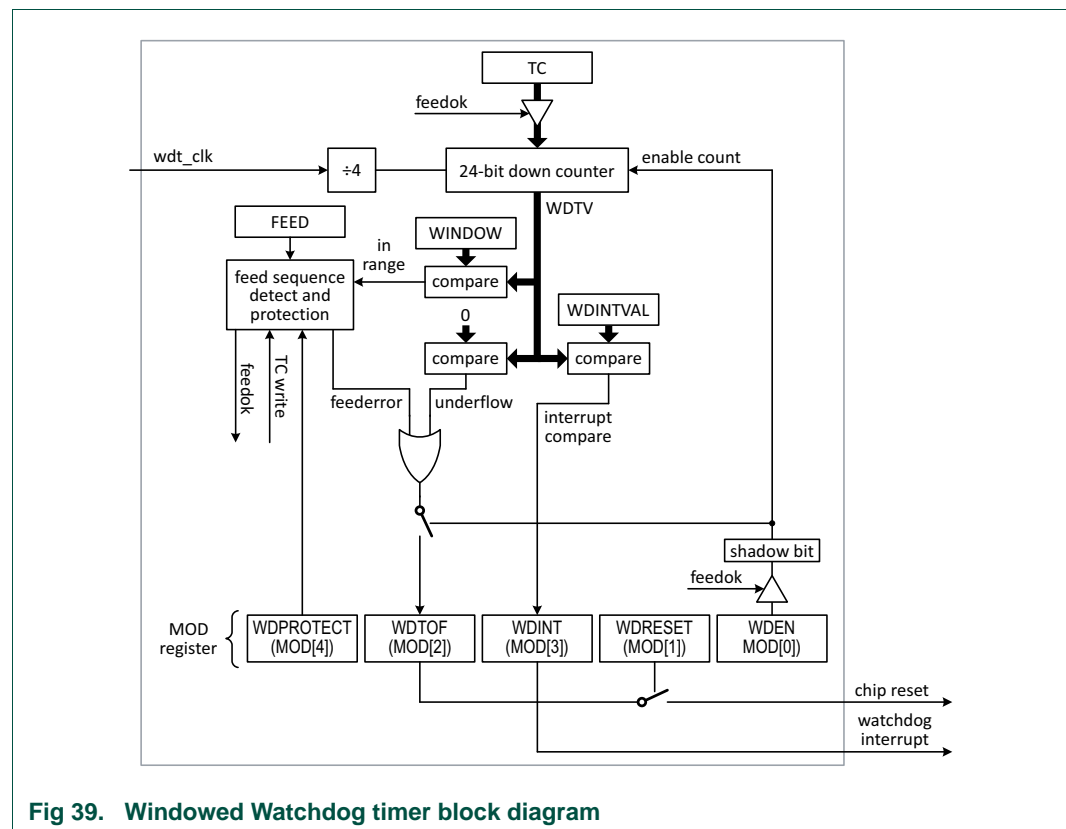 TC
feedok
wdt_clk
÷4
24-bit down counter
enable count
WDTV
FEED
WINDOW
in
range
feed sequence
detect and
protection
compare
0
WDINTVAL
compare
compare
feedok
TC write
feederror
underflow
interrupt
compare
shadow bit
feedok
MOD
register
WDPROTECT
(MOD[4])
WDTOF
(MOD[2])
WDINT
(MOD[3])
WDRESET
(MOD[1])
WDEN
MOD[0])
chip reset
watchdog
interrupt
Fig 39. Windowed Watchdog timer block diagram